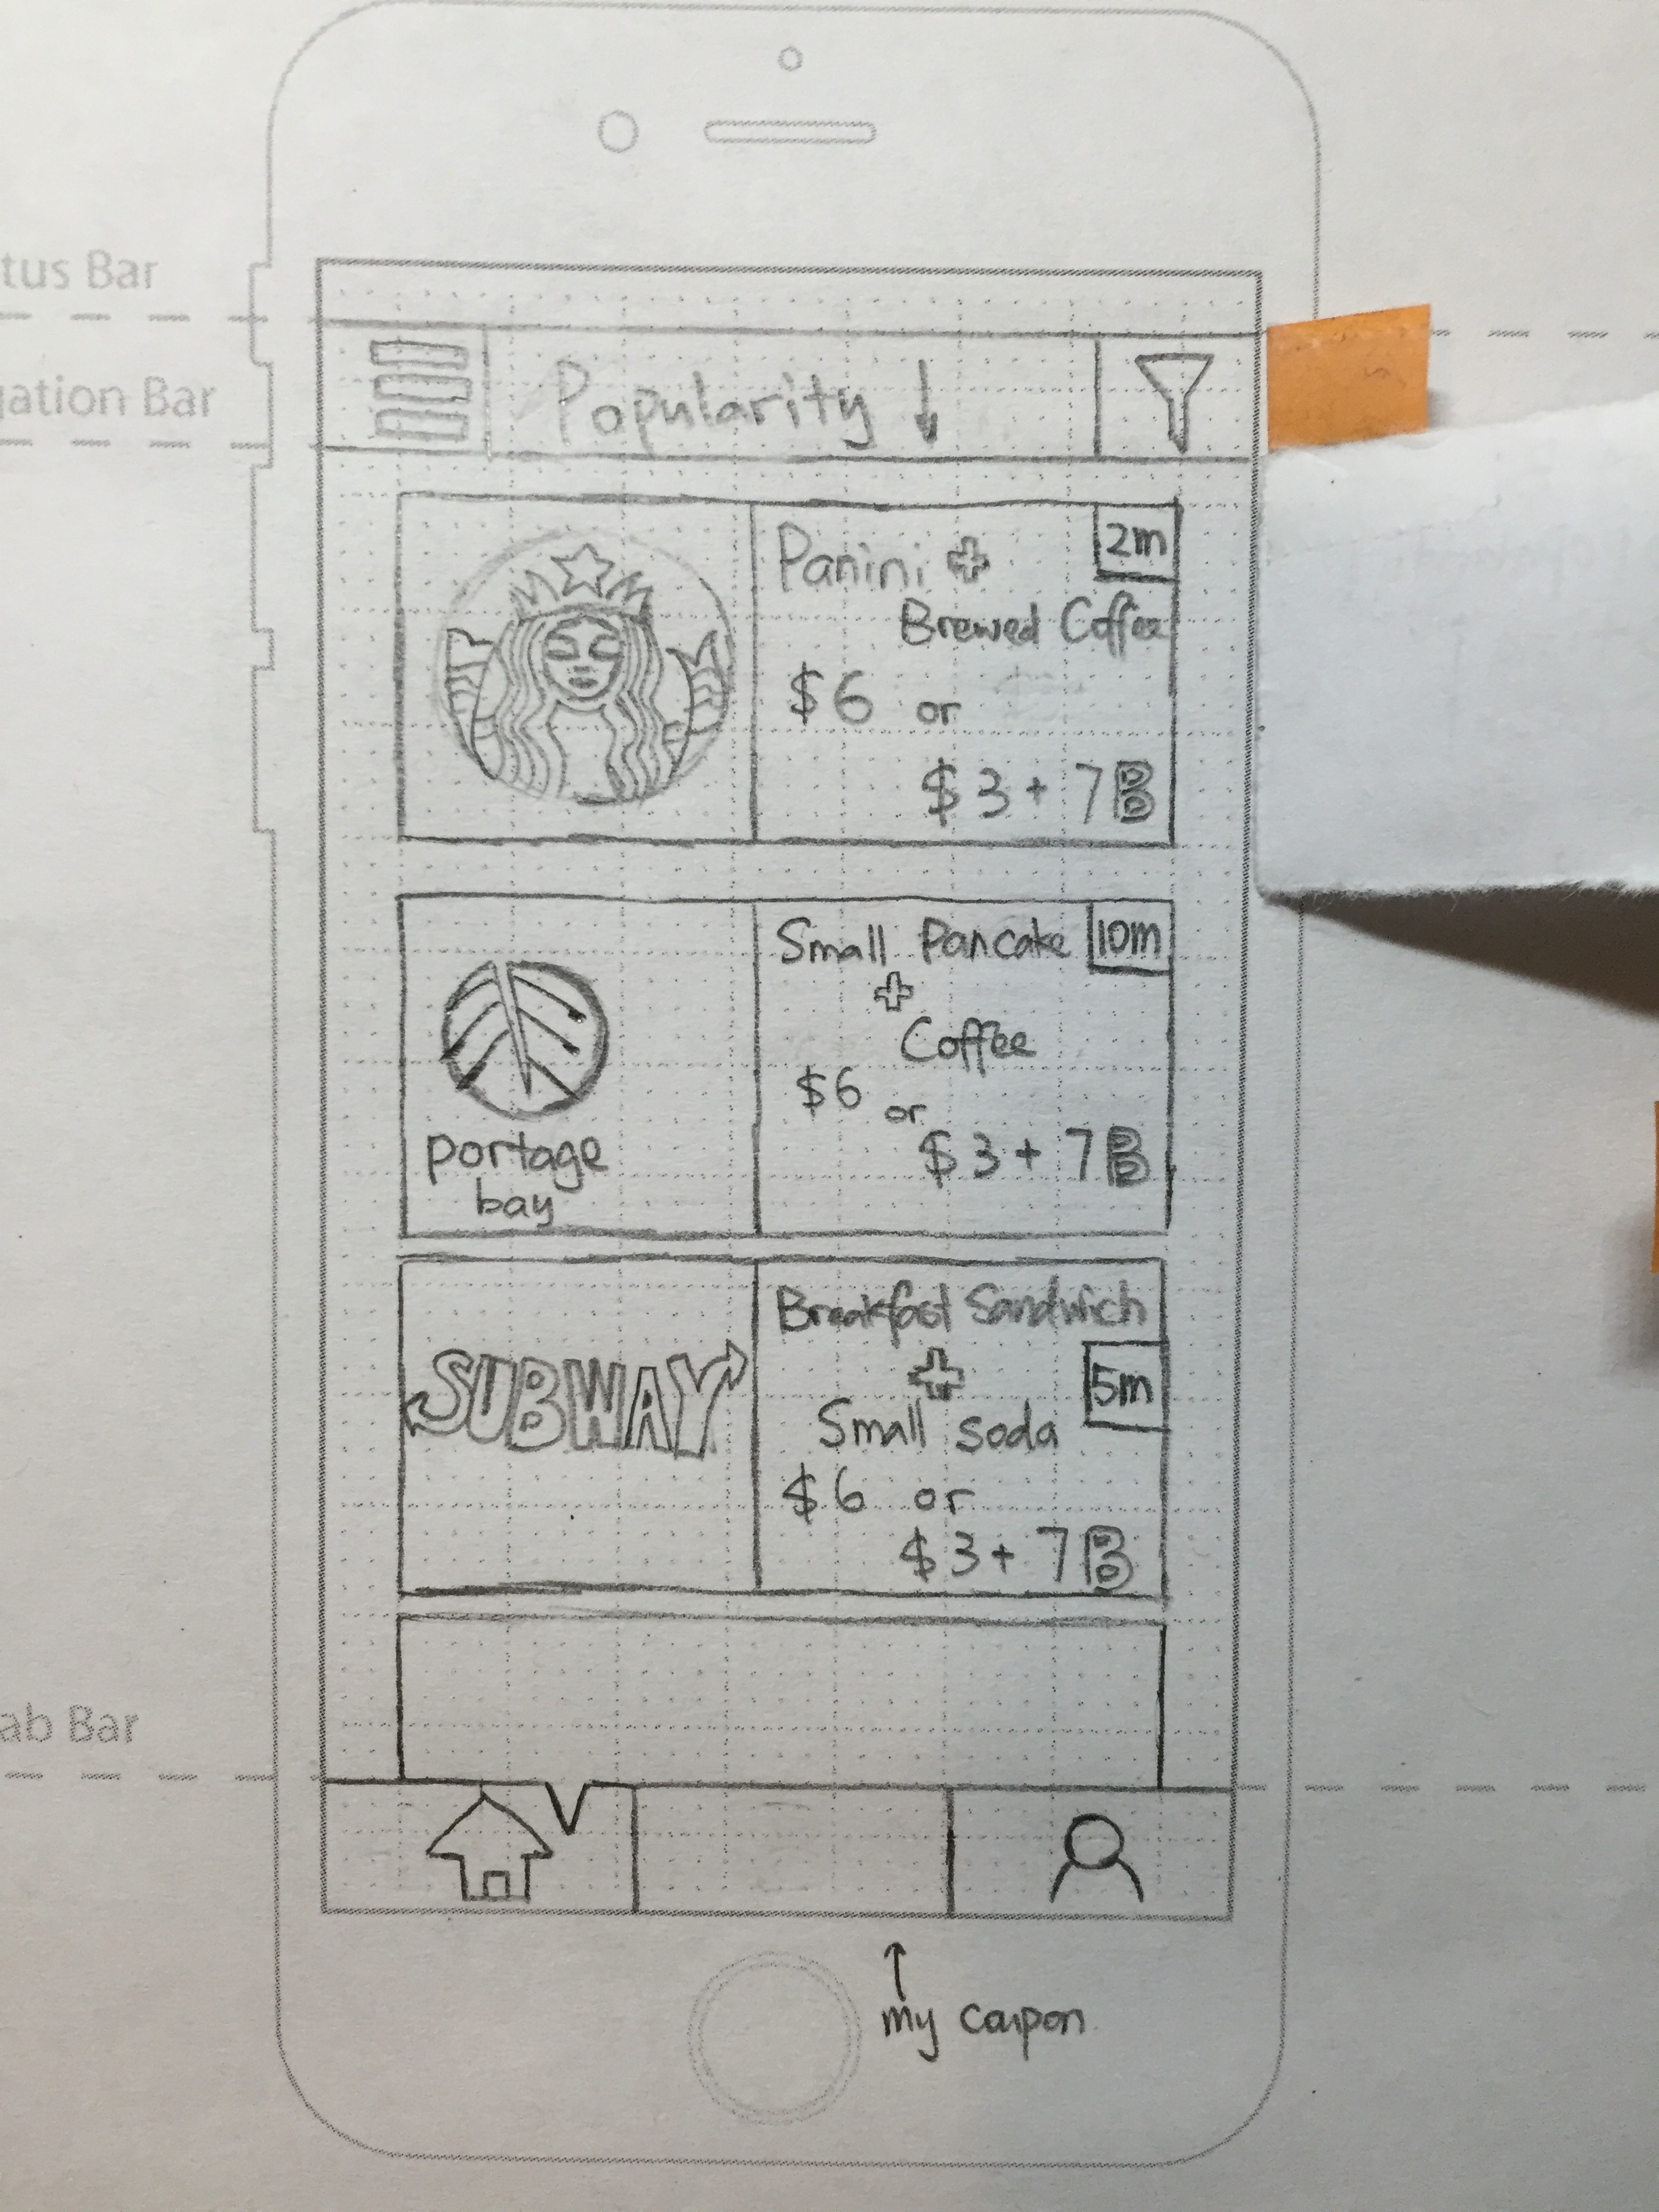 tus Bar
gation Bar
Popularity ↓
Panini +
2m
Brewed Coffee
$6 or
$3 + 7B
Small Pancake
10m
+
Coffee
$6 or
$3 + 7B
portage
bay
Breakfast Sandwich
+
5m
Small soda
$6 or
$3 + 7B
SUBWAY
ab Bar
my coupon